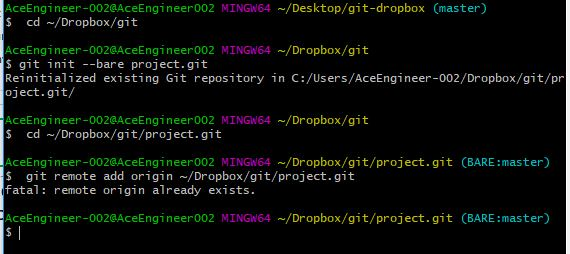 AceEngineer-002@AceEngineer002 MINGW64 ~/Desktop/git-dropbox (master)
$  cd ~/Dropbox/git
AceEngineer-002@AceEngineer002 MINGW64 ~/Dropbox/git
$ git init --bare project.git
Reinitialized existing Git repository in C:/Users/AceEngineer-002/Dropbox/git/pr
oject.git/
AceEngineer-002@AceEngineer002 MINGW64 ~/Dropbox/git
$  cd ~/Dropbox/git/project.git
AceEngineer-002@AceEngineer002 MINGW64 ~/Dropbox/git/project.git (BARE:master)
$  git remote add origin ~/Dropbox/git/project.git
fatal: remote origin already exists.
AceEngineer-002@AceEngineer002 MINGW64 ~/Dropbox/git/project.git (BARE:master)
$